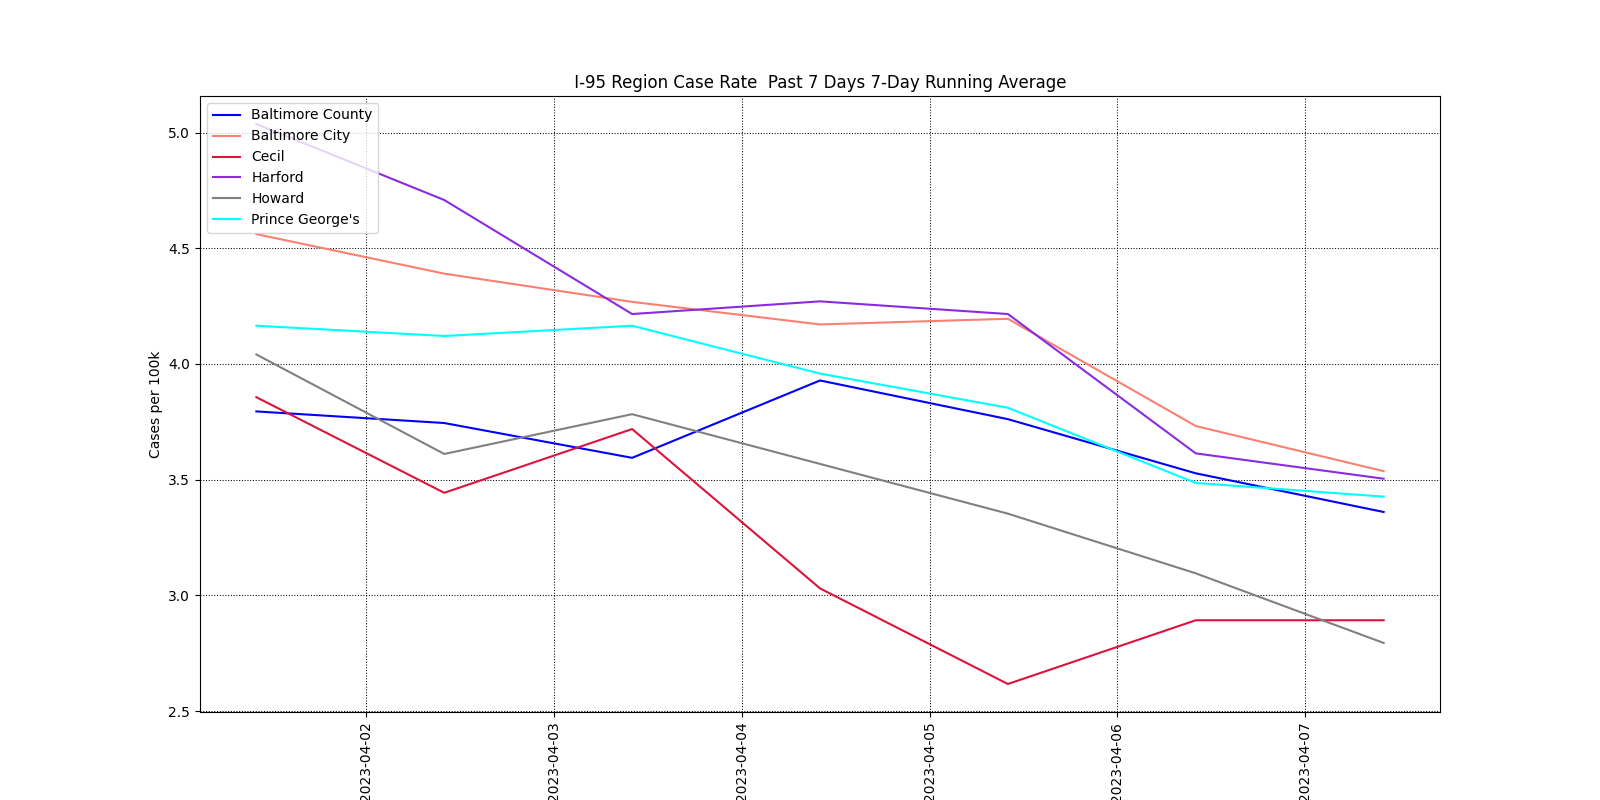 I-95 Region Case Rate  Past 7 Days 7-Day Running Average
Baltimore County
Baltimore City
Cecil
Harford
Howard
Prince George's
Cases per 100k
5.0
4.5
4.0
3.5
3.0
2.5
2023-04-02
2023-04-03
2023-04-04
2023-04-05
2023-04-06
2023-04-07